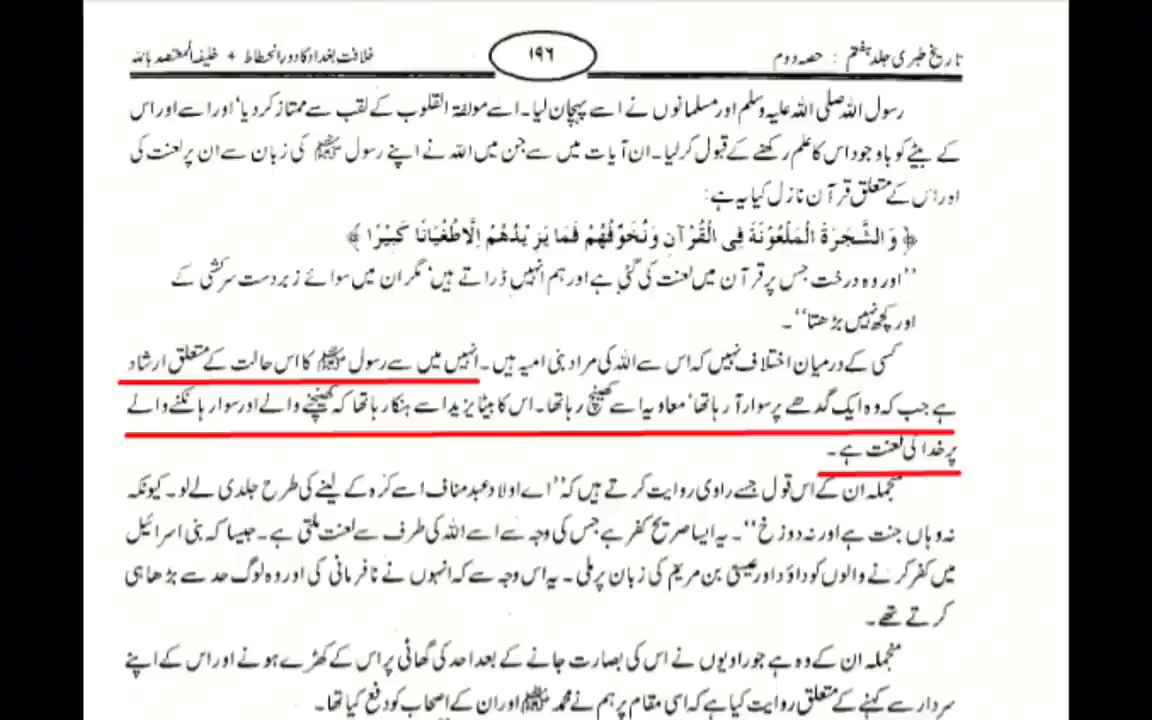 تاریخ طبری جلد ہفتم : حصہ دوم
۱۹۶
خلافت بغداد کا دور انحطاط + خلیفہ المعتضد باللہ
رسول اللہ صلی اللہ علیہ وسلم اور مسلمانوں نے اسے پہچان لیا۔ اسے مولفۃ القلوب کے لقب سے ممتاز کر دیا' اور اسے اور اس
کے بیٹے کو باوجود اس کا علم رکھنے کے قبول کر لیا۔ ان آیات میں سے جن میں اللہ نے اپنے رسول ﷺ کی زبان سے ان پر لعنت کی
اور اس کے متعلق قرآن نازل کیا یہ ہے:
﴿ وَالشَّجَرَةَ الْمَلْعُوْنَةَ فِى الْقُرْآنِ وَنُخَوِّفُهُمْ فَمَا يَزِيْدُهُمْ اِلَّا طُغْيَانًا كَبِيْرًا ﴾
''اور وہ درخت جس پر قرآن میں لعنت کی گئی ہے اور ہم انہیں ڈراتے ہیں' مگر ان میں سوائے زبردست سرکشی کے
اور کچھ نہیں بڑھتا''۔
کسی کے درمیان اختلاف نہیں کہ اس سے اللہ کی مراد بنی امیہ ہیں۔ انہیں میں سے رسول ﷺ کا اس حالت کے متعلق ارشاد
ہے جب کہ وہ ایک گدھے پر سوار آ رہا تھا' معاویہ اسے کھینچ رہا تھا۔ اس کا بیٹا یزید اسے ہنکا رہا تھا کہ کھینچنے والے اور سوار ہانکنے والے
پر خدا کی لعنت ہے۔
منجملہ ان کے اس قول جسے راوی روایت کرتے ہیں کہ ''اے اولاد عبد مناف اسے کرہ کے لینے کی طرح جلدی لے لو۔ کیونکہ
نہ وہاں جنت ہے اور نہ دوزخ''۔ یہ ایسا صریح کفر ہے جس کی وجہ سے اسے اللہ کی طرف سے لعنت ملتی ہے۔ جیسا کہ بنی اسرائیل
میں کفر کرنے والوں کو داؤد اور عیسیٰ بن مریم کی زبان پر ملی۔ یہ اس وجہ سے کہ انہوں نے نافرمانی کی اور وہ لوگ حد سے بڑھا ہی
کرتے تھے۔
منجملہ ان کے وہ ہے جو راویوں نے اس کی بصارت جانے کے بعد احد کی گھاٹی پر اس کے کھڑے ہونے اور اس کے اپنے
سردار سے کہنے کے متعلق روایت کیا ہے کہ اسی مقام پر ہم نے محمد ﷺ اور ان کے اصحاب کو دفع کیا تھا۔